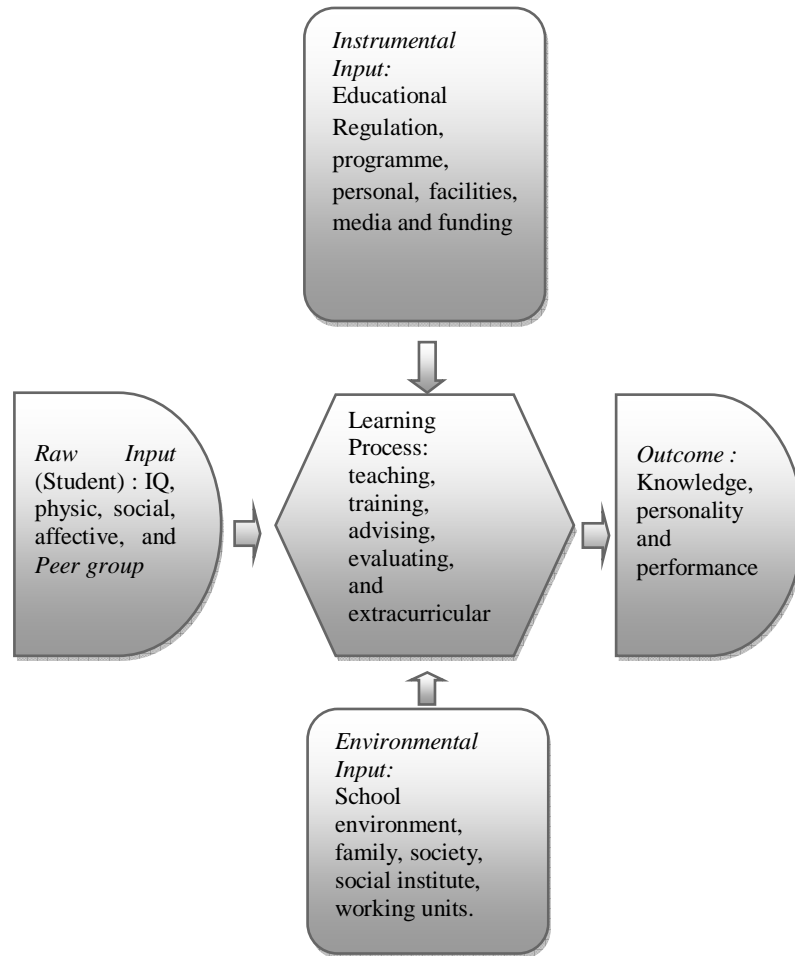 Instrumental
Input:
Educational
Regulation,
programme,
personal, facilities,
media and funding
Raw Input
(Student) : IQ,
physic, social,
affective, and
Peer group
Learning
Process:
teaching,
training,
advising,
evaluating,
and
extracurricular
Outcome :
Knowledge,
personality
and
performance
Environmental
Input:
School
environment,
family, society,
social institute,
working units.